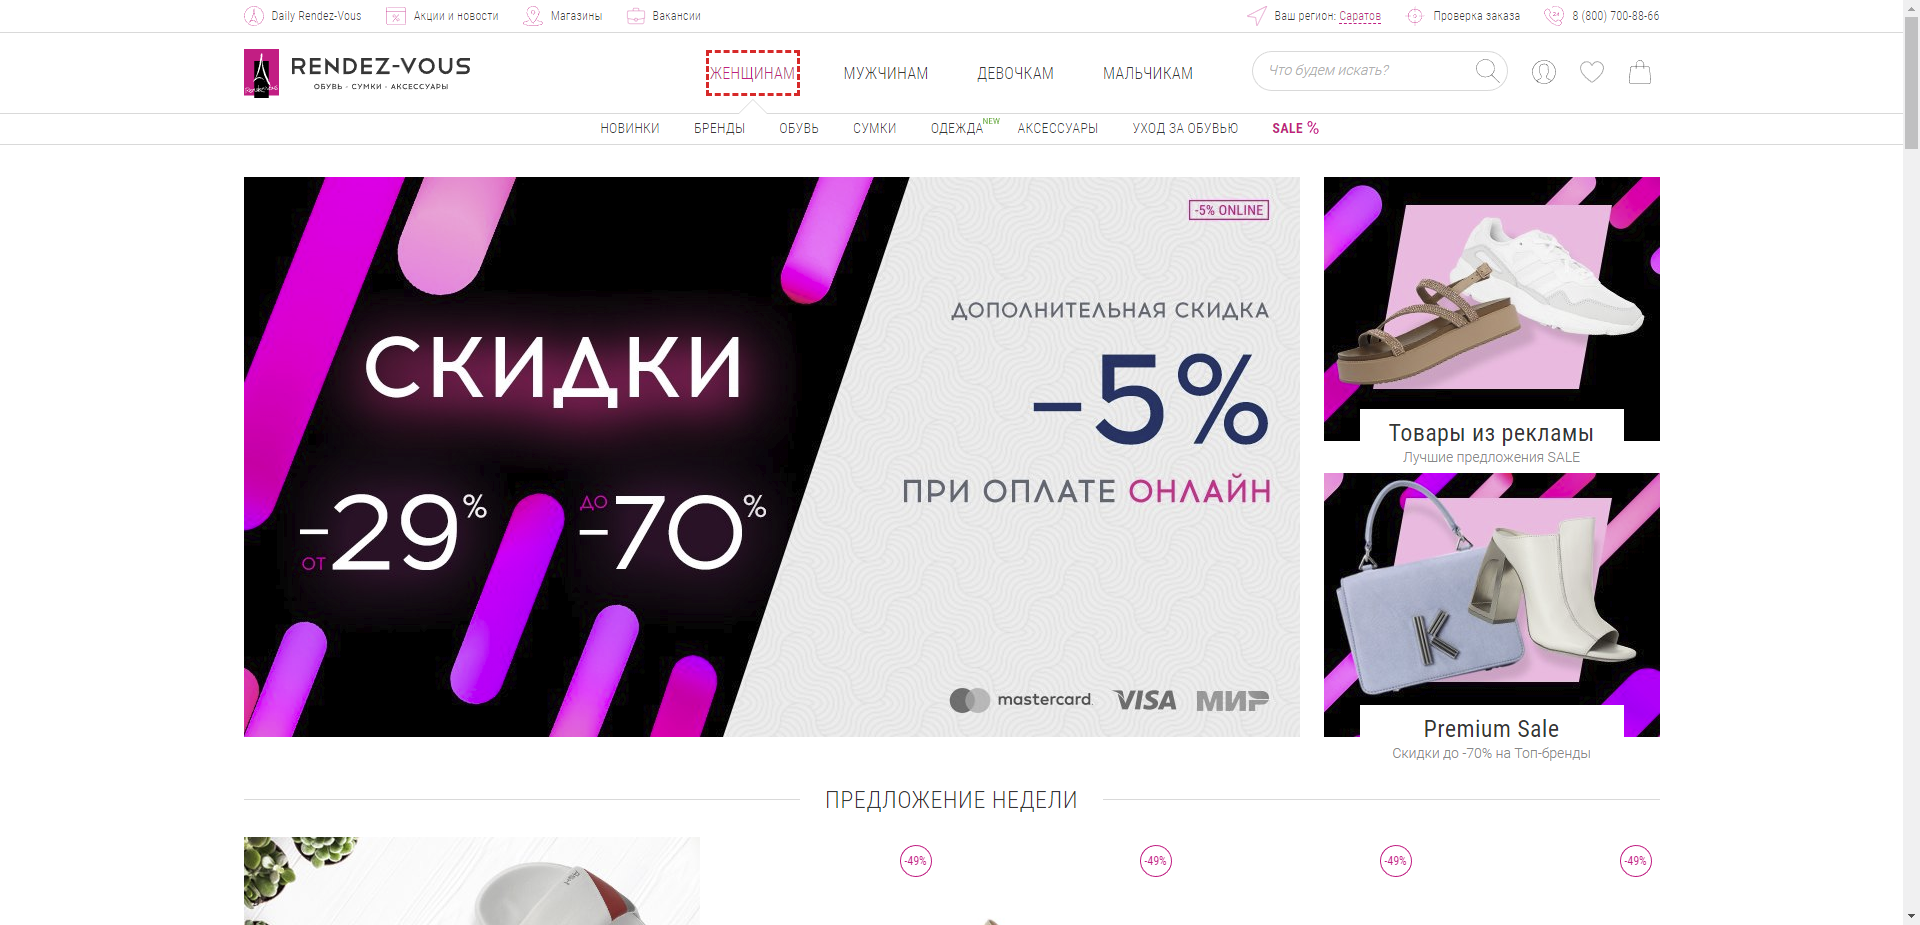 Daily Rendez-Vous
Акции и новости
Магазины
Вакансии
Ваш регион: Саратов
Проверка заказа
8 (800) 700-88-66
RENDEZ-VOUS
ОБУВЬ · СУМКИ · АКСЕССУАРЫ
ЖЕНЩИНАМ
МУЖЧИНАМ
ДЕВОЧКАМ
МАЛЬЧИКАМ
Что будем искать?
НОВИНКИ
БРЕНДЫ
ОБУВЬ
СУМКИ
ОДЕЖДА NEW
АКСЕССУАРЫ
УХОД ЗА ОБУВЬЮ
SALE %
СКИДКИ
ОТ -29%
ДО -70%
-5% ONLINE
ДОПОЛНИТЕЛЬНАЯ СКИДКА
-5%
ПРИ ОПЛАТЕ ОНЛАЙН
mastercard.
VISA
МИР
Товары из рекламы
Лучшие предложения SALE
K
Premium Sale
Скидки до -70% на Топ-бренды
ПРЕДЛОЖЕНИЕ НЕДЕЛИ
-49%
-49%
-49%
-49%